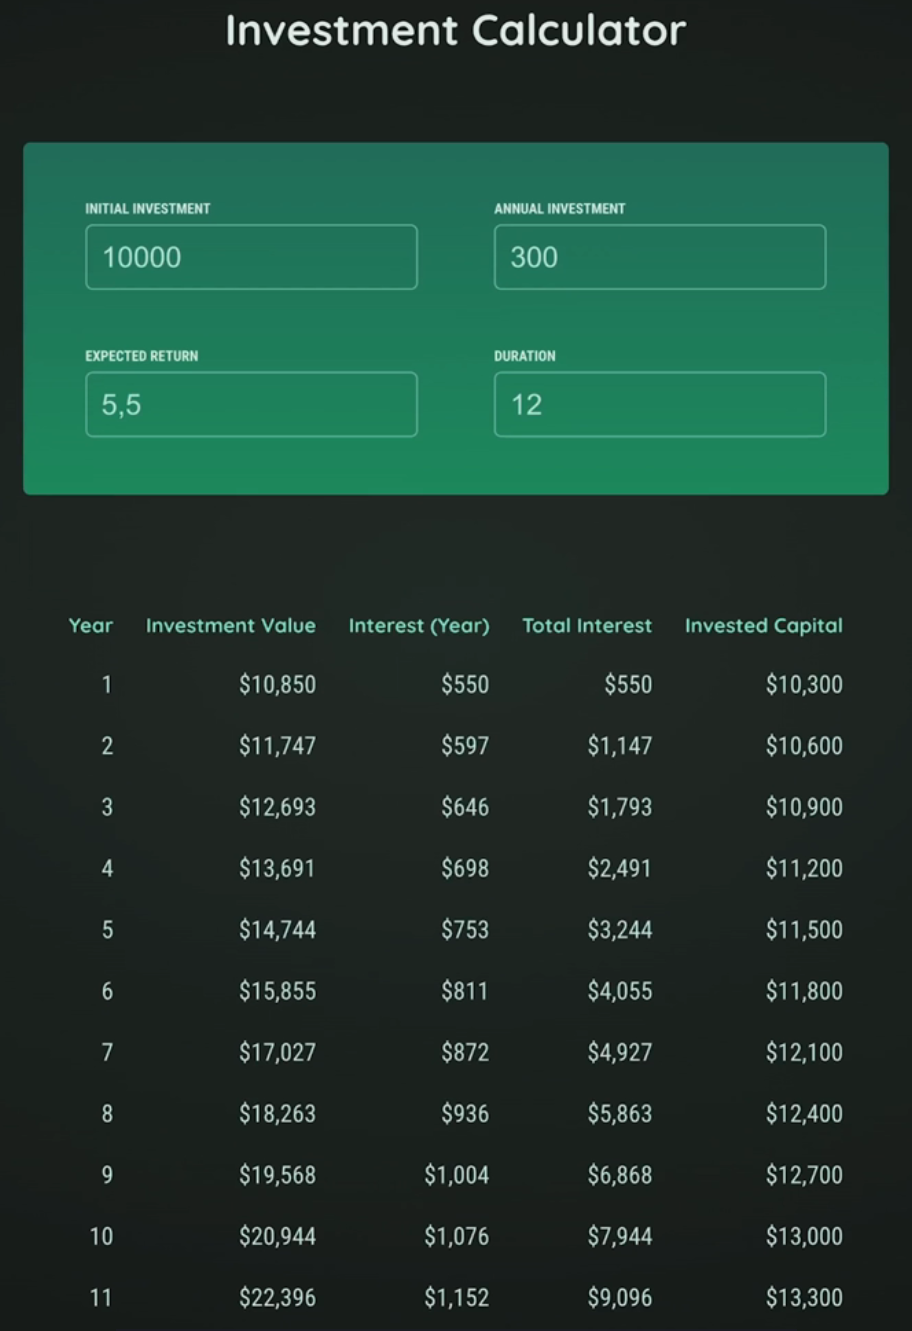 Investment Calculator
INITIAL INVESTMENT ANNUAL INVESTMENT
10000 300
EXPECTED RETURN DURATION
5,5 12
Year Investment Value Interest (Year) Total Interest Invested Capital
1 $10,850 $550 $550 $10,300
2 $11,747 $597 $1,147 $10,600
3 $12,693 $646 $1,793 $10,900
4 $13,691 $698 $2,491 $11,200
5 $14,744 $753 $3,244 $11,500
6 $15,855 $811 $4,055 $11,800
7 $17,027 $872 $4,927 $12,100
8 $18,263 $936 $5,863 $12,400
9 $19,568 $1,004 $6,868 $12,700
10 $20,944 $1,076 $7,944 $13,000
11 $22,396 $1,152 $9,096 $13,300